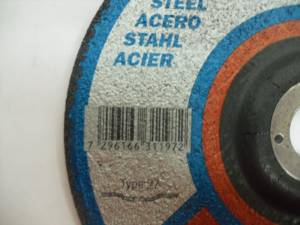 STEEL
ACERO
STAHL
ACIER
7 296166 311972
Type 27